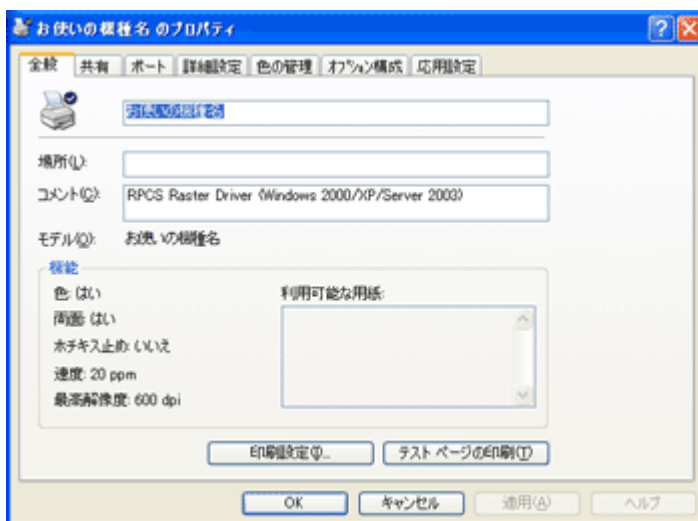 お使いの機種名 のプロパティ
全般 共有 ポート 詳細設定 色の管理 オプション構成 応用設定
お使いの機種名
場所(L):
コメント(C): RPCS Raster Driver (Windows 2000/XP/Server 2003)
モデル(O): お使いの機種名
機能
色: はい 利用可能な用紙:
両面: はい
ホチキス止め: いいえ
速度: 20 ppm
最高解像度: 600 dpi
印刷設定(I)... テスト ページの印刷(T)
OK キャンセル 適用(A) ヘルプ